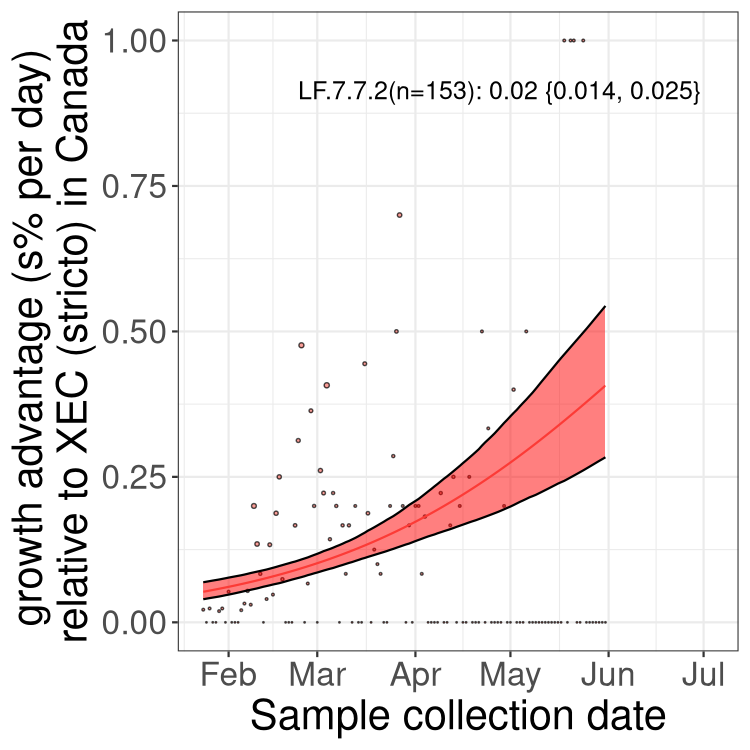 growth advantage (s% per day)
relative to XEC (stricto) in Canada
1.00
0.75
0.50
0.25
0.00
LF.7.7.2(n=153): 0.02 {0.014, 0.025}
Feb Mar Apr May Jun Jul
Sample collection date